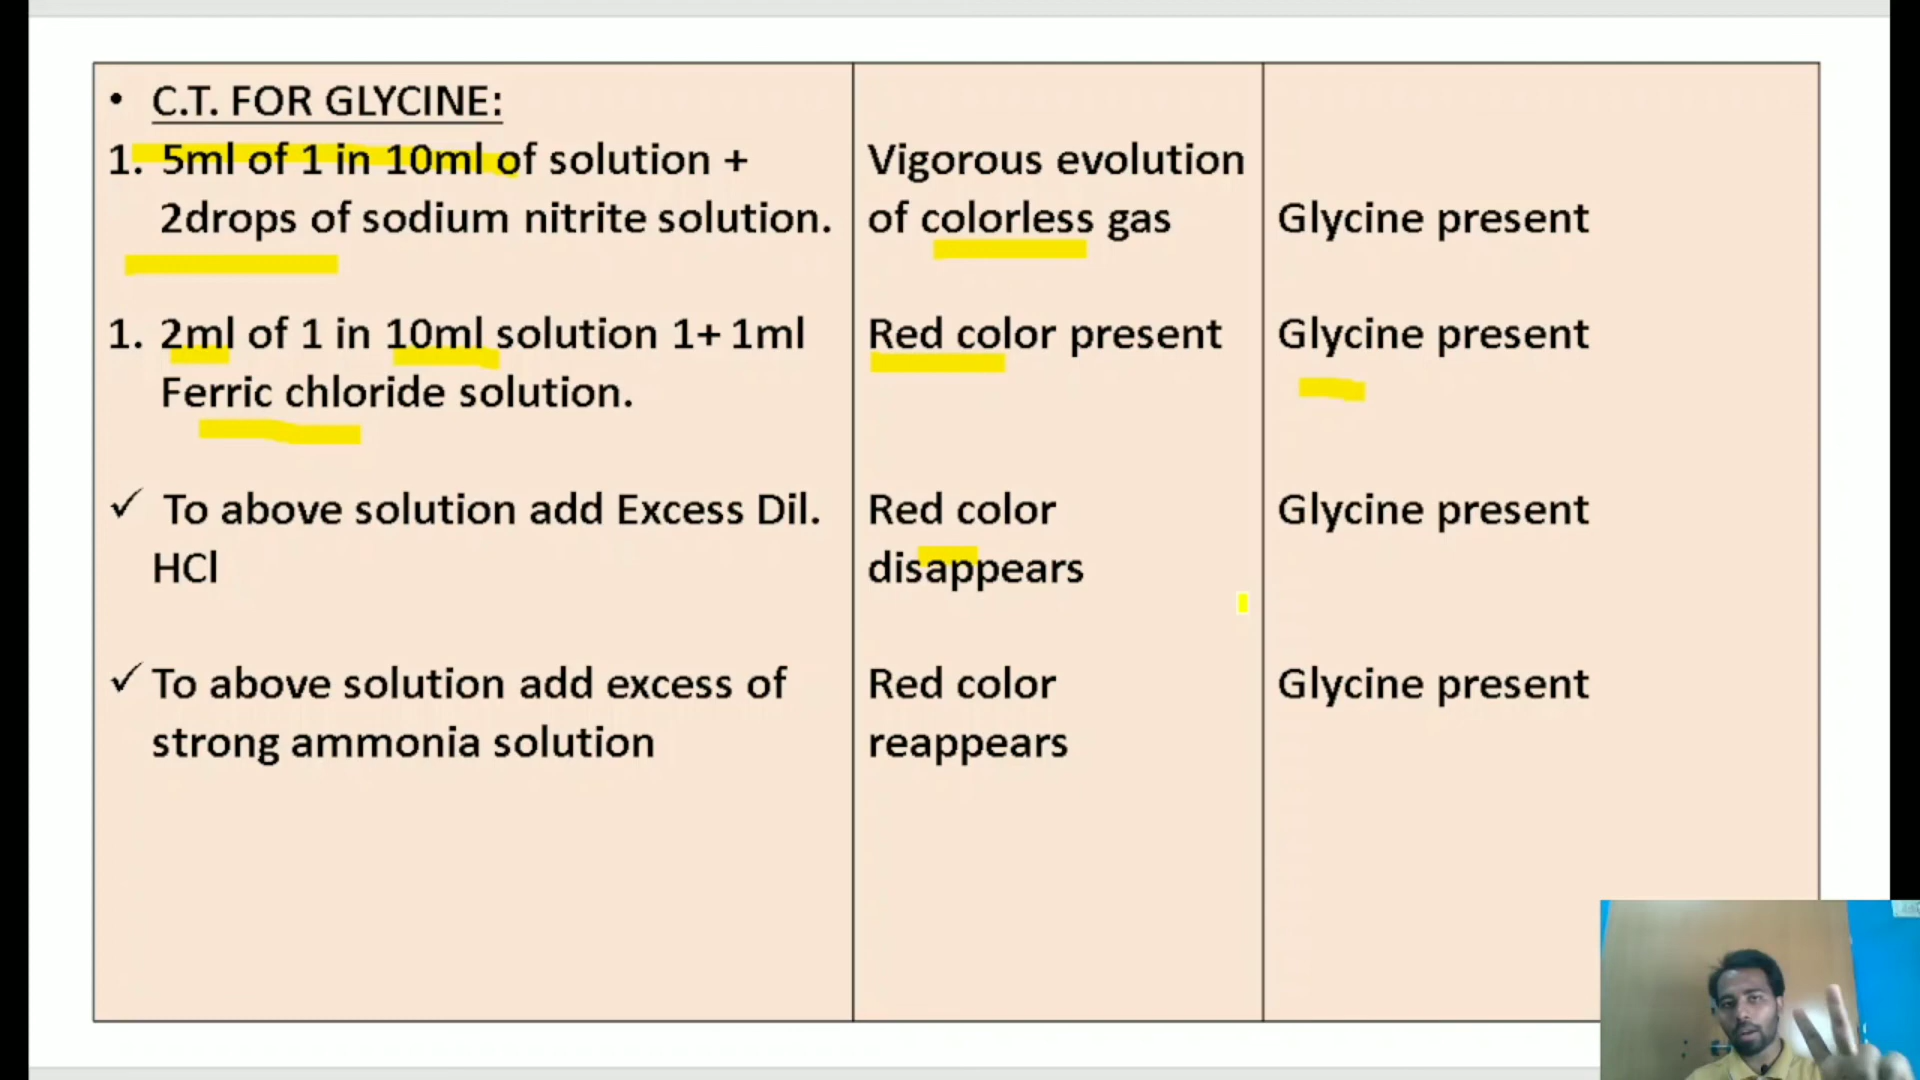 • C.T. FOR GLYCINE:
1. 5ml of 1 in 10ml of solution +
2drops of sodium nitrite solution.
Vigorous evolution
of colorless gas
Glycine present
1. 2ml of 1 in 10ml solution 1+ 1ml
Ferric chloride solution.
Red color present
Glycine present
✓ To above solution add Excess Dil.
HCl
Red color
disappears
Glycine present
✓ To above solution add excess of
strong ammonia solution
Red color
reappears
Glycine present